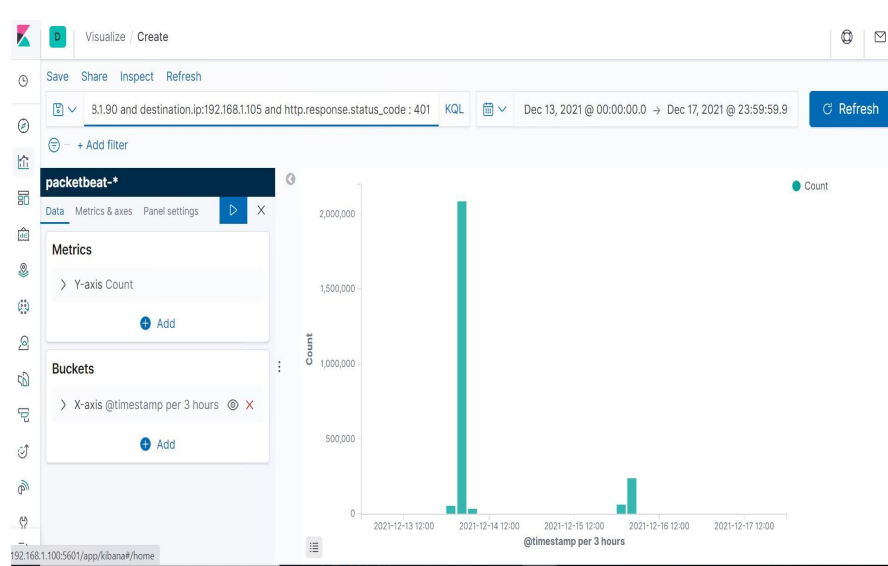 D Visualize / Create
Save Share Inspect Refresh
8.1.90 and destination.ip:192.168.1.105 and http.response.status_code : 401 KQL Dec 13, 2021 @ 00:00:00.0 → Dec 17, 2021 @ 23:59:59.9 Refresh
+ Add filter
packetbeat-*
Data Metrics & axes Panel settings X
Metrics
> Y-axis Count
Add
Buckets
> X-axis @timestamp per 3 hours X
Add
Count
2,000,000
1,500,000
1,000,000
500,000
0
Count
2021-12-13 12:00 2021-12-14 12:00 2021-12-15 12:00 2021-12-16 12:00 2021-12-17 12:00
@timestamp per 3 hours
192.168.1.100:5601/app/kibana#/home